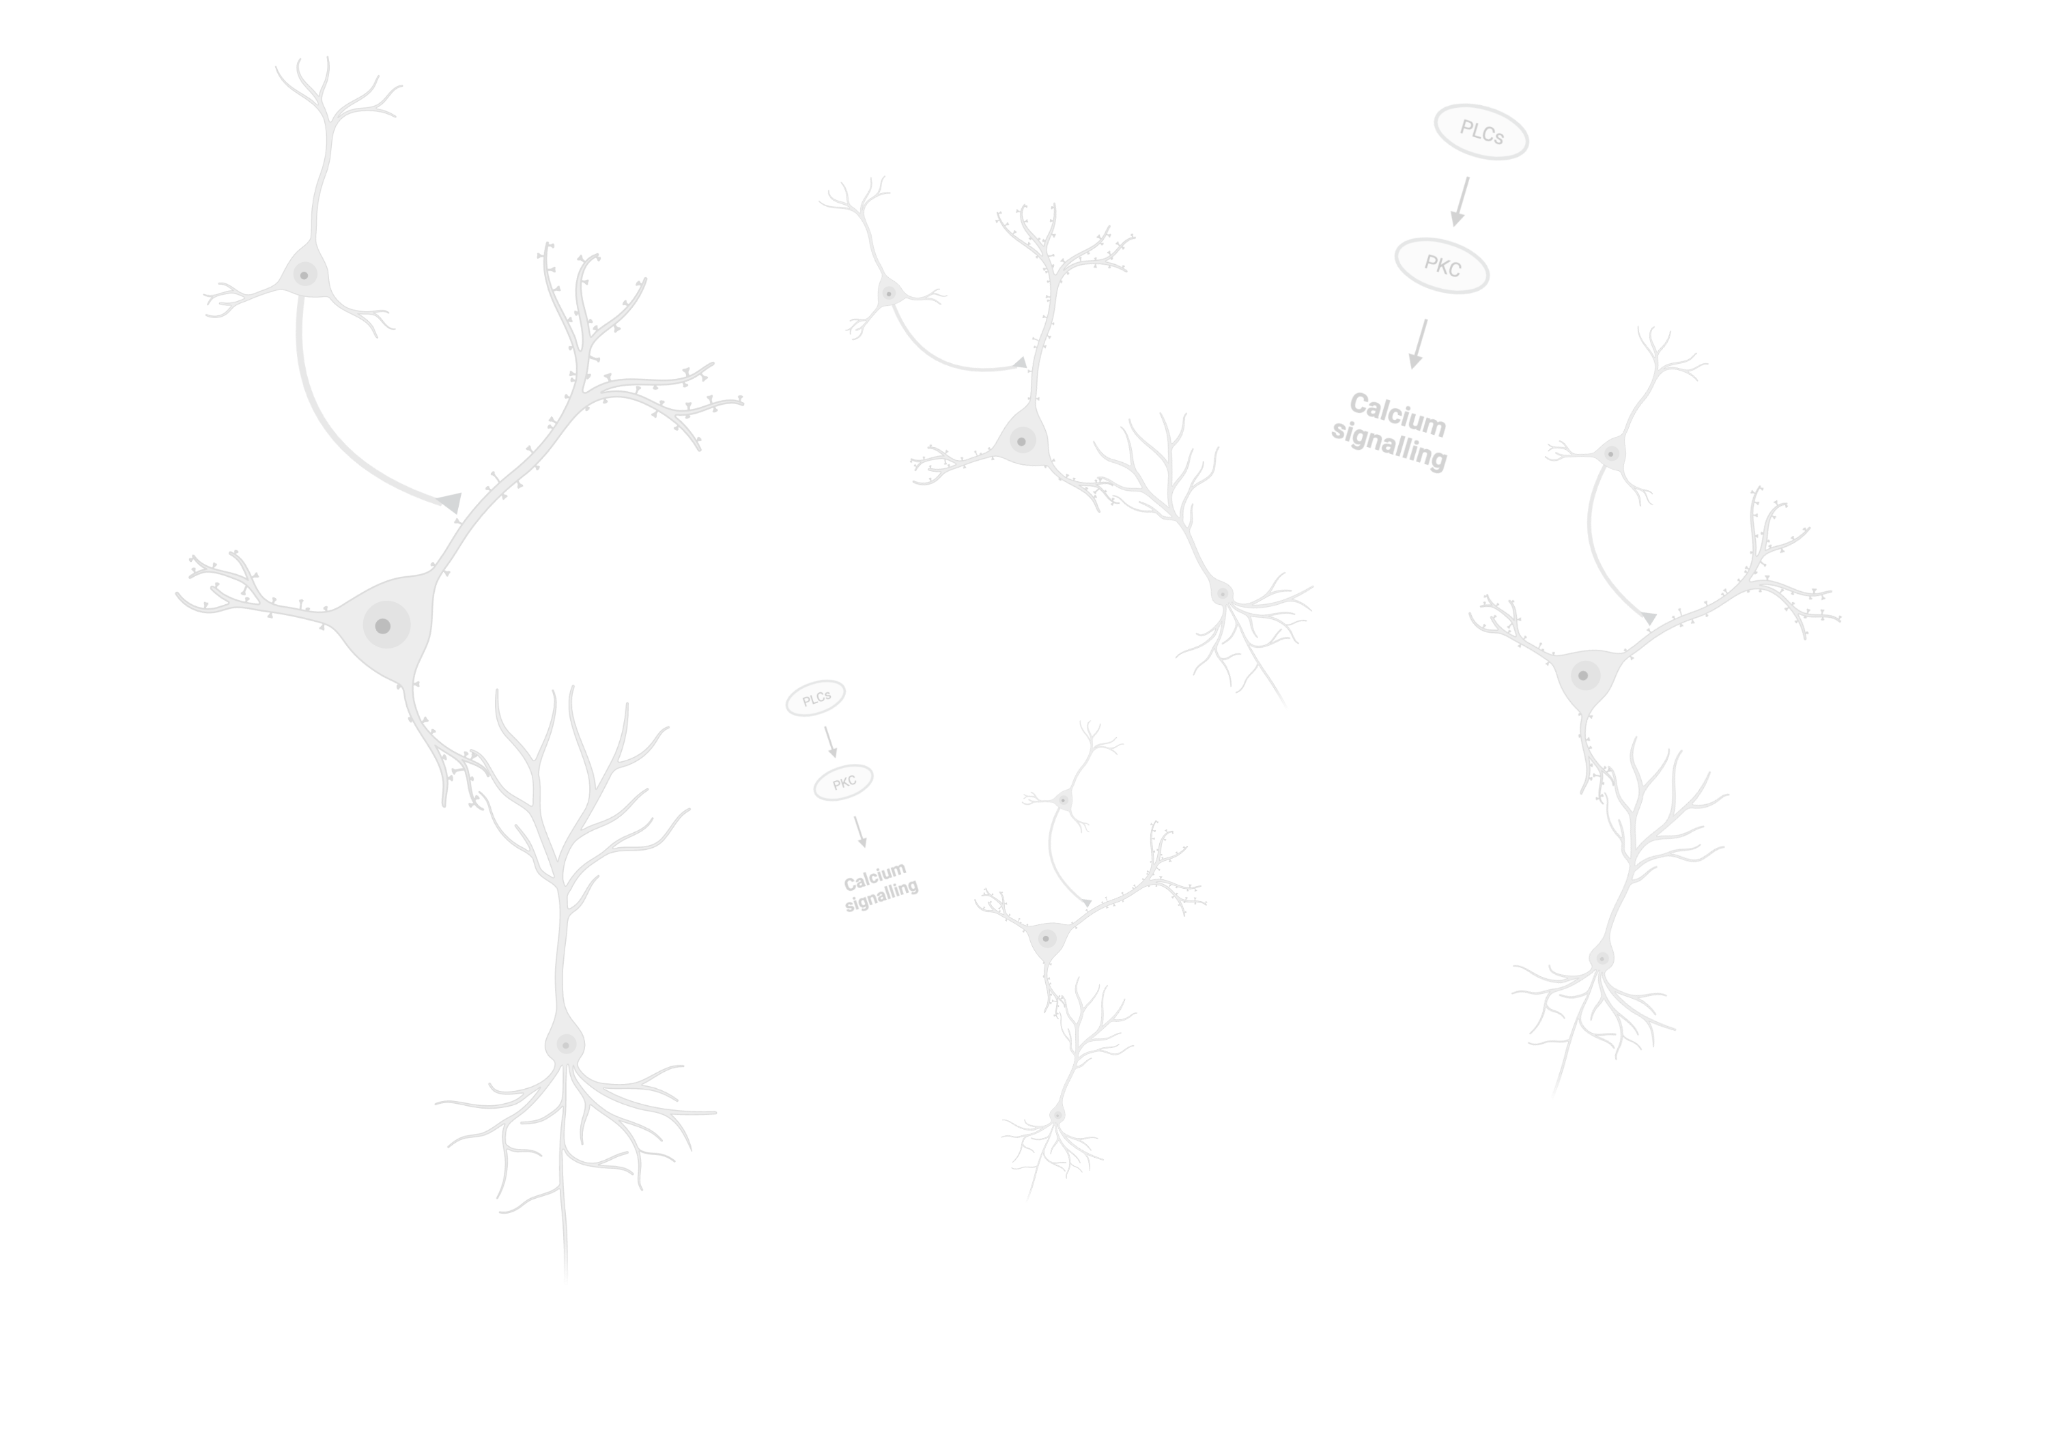 PLCs
PKC
Calcium
signalling
PLCs
PKC
Calcium
signalling